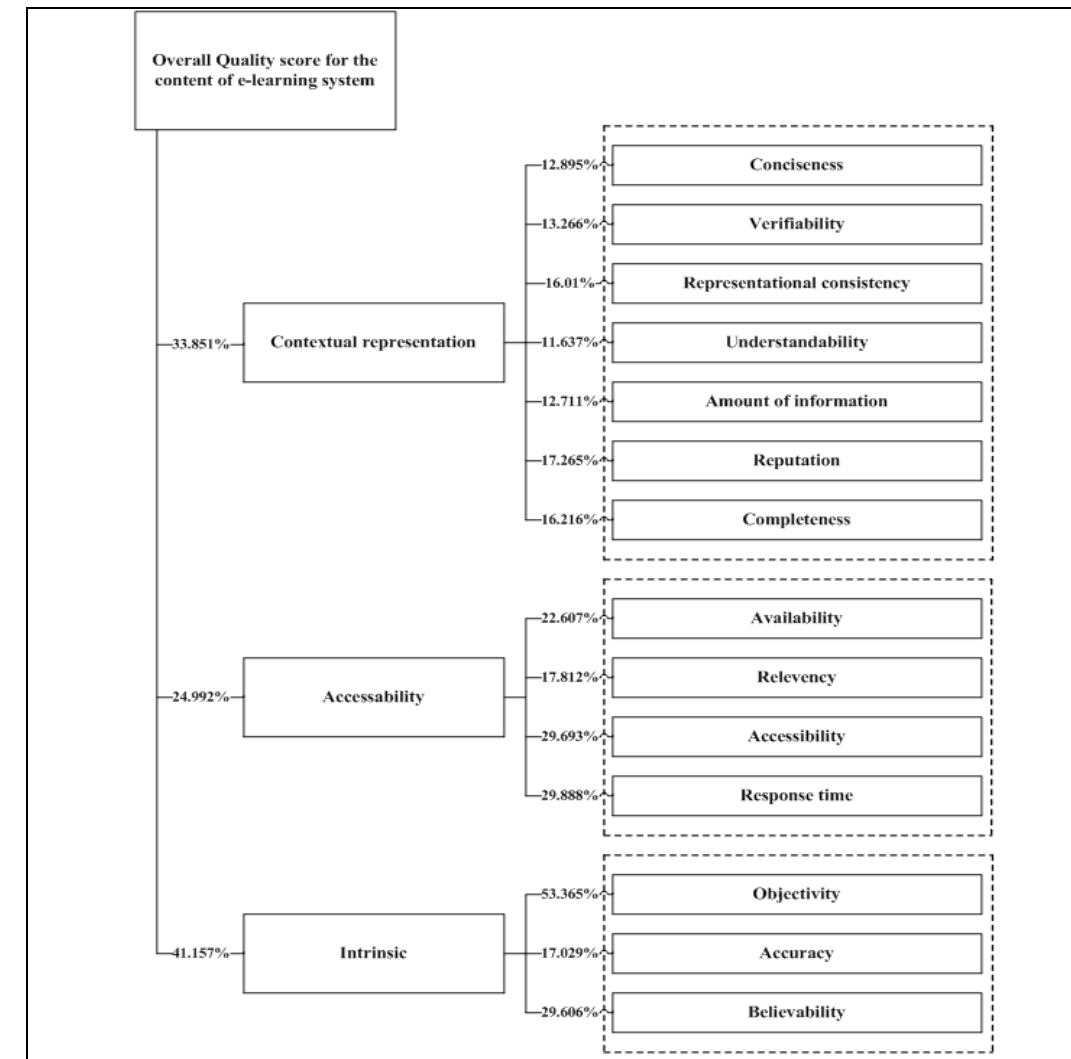 Overall Quality score for the
content of e-learning system
12.895%
Conciseness
13.266%
Verifiability
16.01%
Representational consistency
33.851%
Contextual representation
11.637%
Understandability
12.711%
Amount of information
17.265%
Reputation
16.216%
Completeness
22.607%
Availability
17.812%
Relevency
24.992%
Accessability
29.693%
Accessibility
29.888%
Response time
53.365%
Objectivity
41.157%
Intrinsic
17.029%
Accuracy
29.606%
Believability